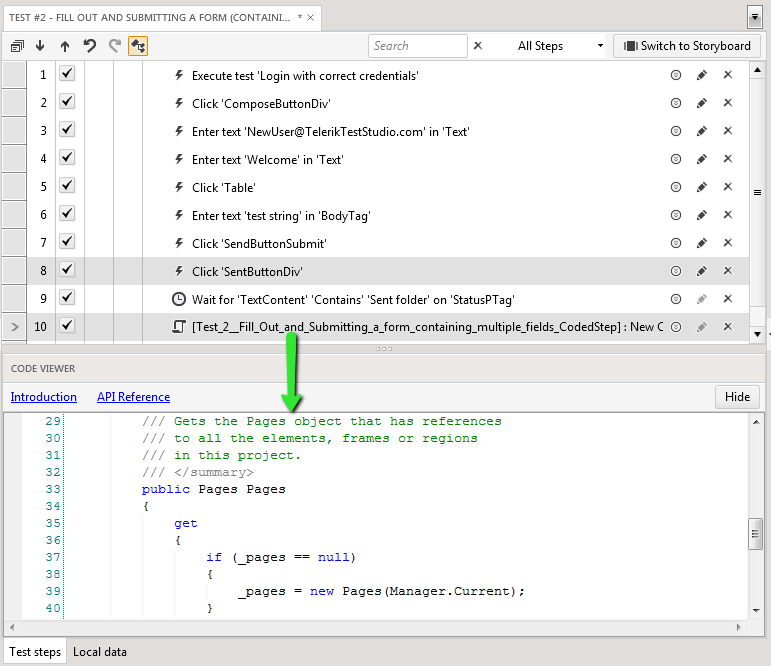 TEST #2 - FILL OUT AND SUBMITTING A FORM (CONTAINI... *
Search All Steps Switch to Storyboard
1 Execute test 'Login with correct credentials'
2 Click 'ComposeButtonDiv'
3 Enter text 'NewUser@TelerikTestStudio.com' in 'Text'
4 Enter text 'Welcome' in 'Text'
5 Click 'Table'
6 Enter text 'test string' in 'BodyTag'
7 Click 'SendButtonSubmit'
8 Click 'SentButtonDiv'
9 Wait for 'TextContent' 'Contains' 'Sent folder' on 'StatusPTag'
10 [Test_2__Fill_Out_and_Submitting_a_form_containing_multiple_fields_CodedStep] : New C
CODE VIEWER
Introduction API Reference Hide
29 /// Gets the Pages object that has references
30 /// to all the elements, frames or regions
31 /// in this project.
32 /// </summary>
33 public Pages Pages
34 {
35 get
36 {
37 if (_pages == null)
38 {
39 _pages = new Pages(Manager.Current);
40 }
Test steps Local data